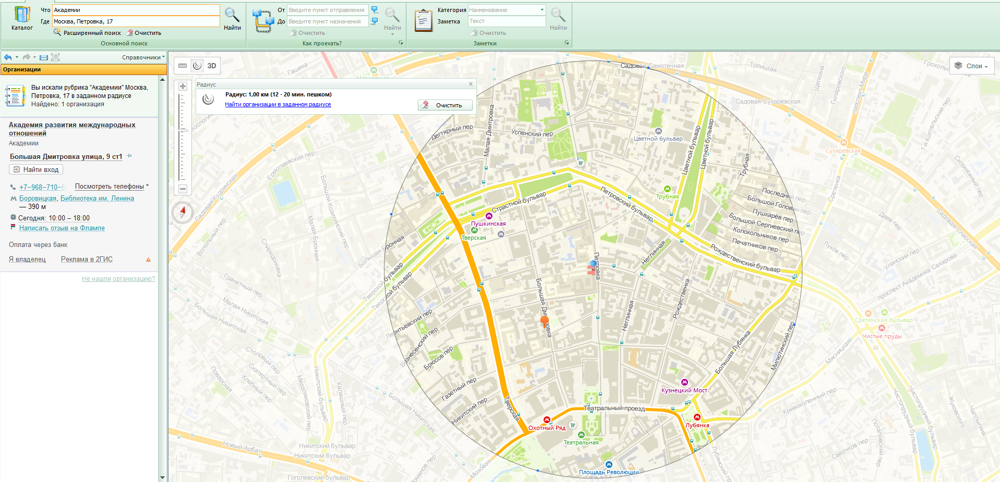 Каталог
Что
Академии
Где
Москва, Петровка, 17
Найти
Расширенный поиск
Очистить
Основной поиск
От
Введите пункт отправления
До
Введите пункт назначения
Найти
Очистить
Как проехать?
Категория
Наименование
Заметка
Текст
Найти
Очистить
Заметки
Справочники
Организации
Вы искали рубрика "Академии" Москва,
Петровка, 17 в заданном радиусе
Найдено: 1 организация
Академия развития международных
отношений
Академии
Большая Дмитровка улица, 9 ст1
Найти вход
+7–968–710–
Посмотреть телефоны
Боровицкая, Библиотека им. Ленина
— 390 м
Сегодня: 10:00 – 18:00
Написать отзыв на Флампе
Оплата через банк
Я владелец
Реклама в 2ГИС
Не нашли организацию?
3D
Радиус
x
Радиус: 1,00 км (12 - 20 мин. пешком)
Найти организации в заданном радиусе
Очистить
Слои
Гашека
Маяковская
Садовая-Самотечная
Троицкая
Щепкина
Гиляровского
проспект Мира
Грохольс
Садовая-Сухаревская
1-й Коптельский пер
Зоологич
Дегтярный пер
Малая Дмитровка
Успенский пер
Цветной бульвар
Цветной бульвар
Цветной бульвар
Сухаревская
Скорняжный пер
Ермолаевский пер
Садовая-Кудринская
Большой Козихинский пер
Трубная
Трубная
Сретенка
Последний пер
Большой Головин пер
Пушкарёв пер
Большой Сергиевский пер
Колокольников пер
Печатников пер
Даев пер
Садовая-Спасская
Страстной бульвар
Петровский бульвар
Пушкинская
Тверская
Вспольный пер
Малая Бронная
Большая Бронная
Спиридоновка
Рождественский бульвар
Луков пер
Уланский пер
проспект Академика Сахарова
Неглинная
Петровка
Тверской бульвар
Тверской бульвар
Гранатный пер
Малая Никитская
Большая Никитская
Большая Дмитровка
Рождественка
Неглинная
Леонтьевский пер
Вознесенский пер
Брюсов пер
Сретенский бульвар
Чистые пруды
Мясницкая
Милютинский пер
Большая Лубянка
Столовый пер
Скатертный пер
Хлебный пер
Поварская
Мерзляковский пер
Никитский бульвар
Калашный пер
Большая Никитская
Газетный пер
Никитский пер
Тверская
Кузнецкий Мост
Театральный проезд
Охотный Ряд
Театральная
Лубянка
Кривоколенный пер
Чистопрудный бульвар
Чистопрудный бульвар
Жуковского
Чаплыгина
Потаповский пер
Сверчков пер
Новый Арбат
Никитский бульвар
Никитский бульвар
Гоголевский бульвар
Моховая
Площадь Революции
Лубянский